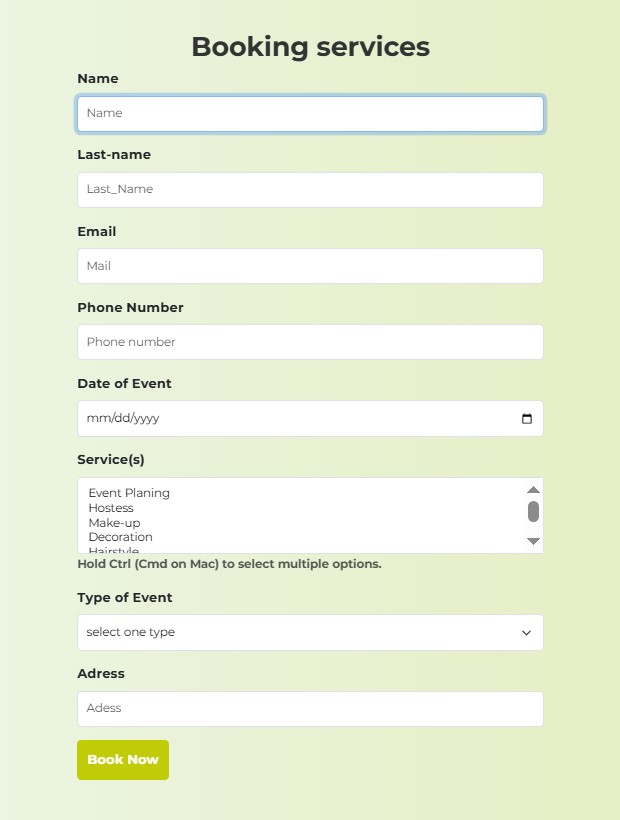 Booking services
Name
Name
Last-name
Last_Name
Email
Mail
Phone Number
Phone number
Date of Event
mm/dd/yyyy
Service(s)
Event Planing
Hostess
Make-up
Decoration
Hairstyle
Hold Ctrl (Cmd on Mac) to select multiple options.
Type of Event
select one type
Adress
Adess
Book Now